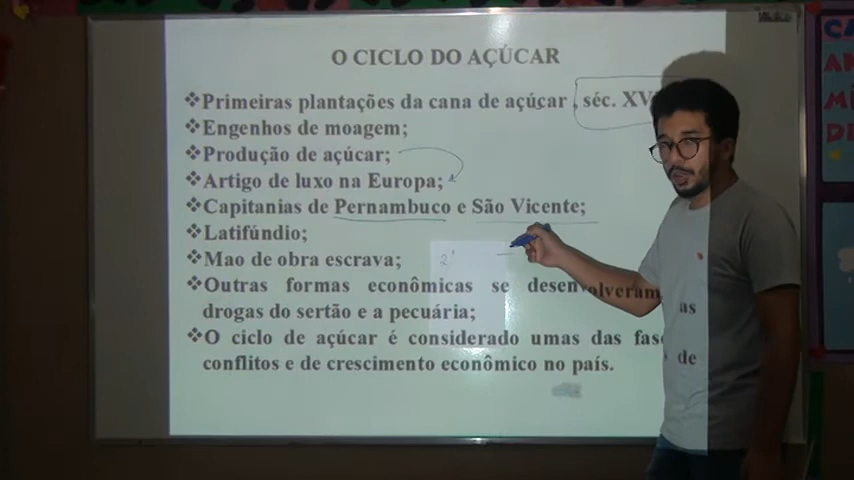 O CICLO DO AÇÚCAR
❖Primeiras plantações da cana de açúcar , séc. XV
❖Engenhos de moagem;
❖Produção de açúcar;
❖Artigo de luxo na Europa;
❖Capitanias de Pernambuco e São Vicente;
❖Latifúndio;
❖Mao de obra escrava;
❖Outras formas econômicas se desenvolveram, as
drogas do sertão e a pecuária;
❖O ciclo de açúcar é considerado umas das fas de
conflitos e de crescimento econômico no país.